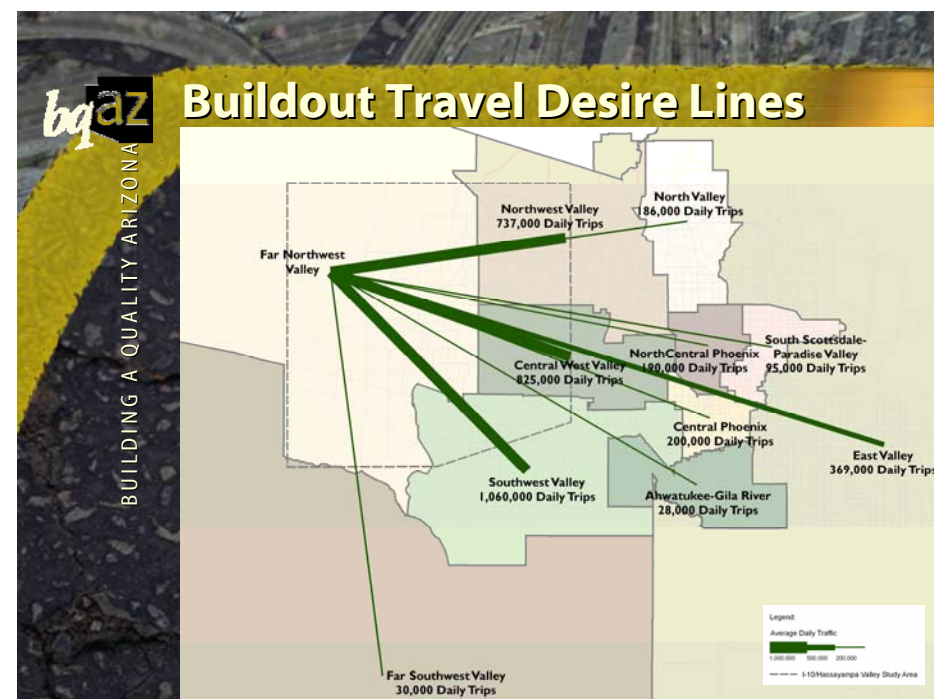 bqaz
Buildout Travel Desire Lines
BUILDING A QUALITY ARIZONA
North Valley
186,000 Daily Trips
Northwest Valley
737,000 Daily Trips
Far Northwest
Valley
South Scottsdale-
Paradise Valley
95,000 Daily Trips
NorthCentral Phoenix
190,000 Daily Trips
Central West Valley
825,000 Daily Trips
Central Phoenix
200,000 Daily Trips
East Valley
369,000 Daily Trips
Southwest Valley
1,060,000 Daily Trips
Ahwatukee-Gila River
28,000 Daily Trips
Far Southwest Valley
30,000 Daily Trips
Legend:
Average Daily Traffic
1,000,000 500,000 200,000
I-10/Hassayampa Valley Study Area